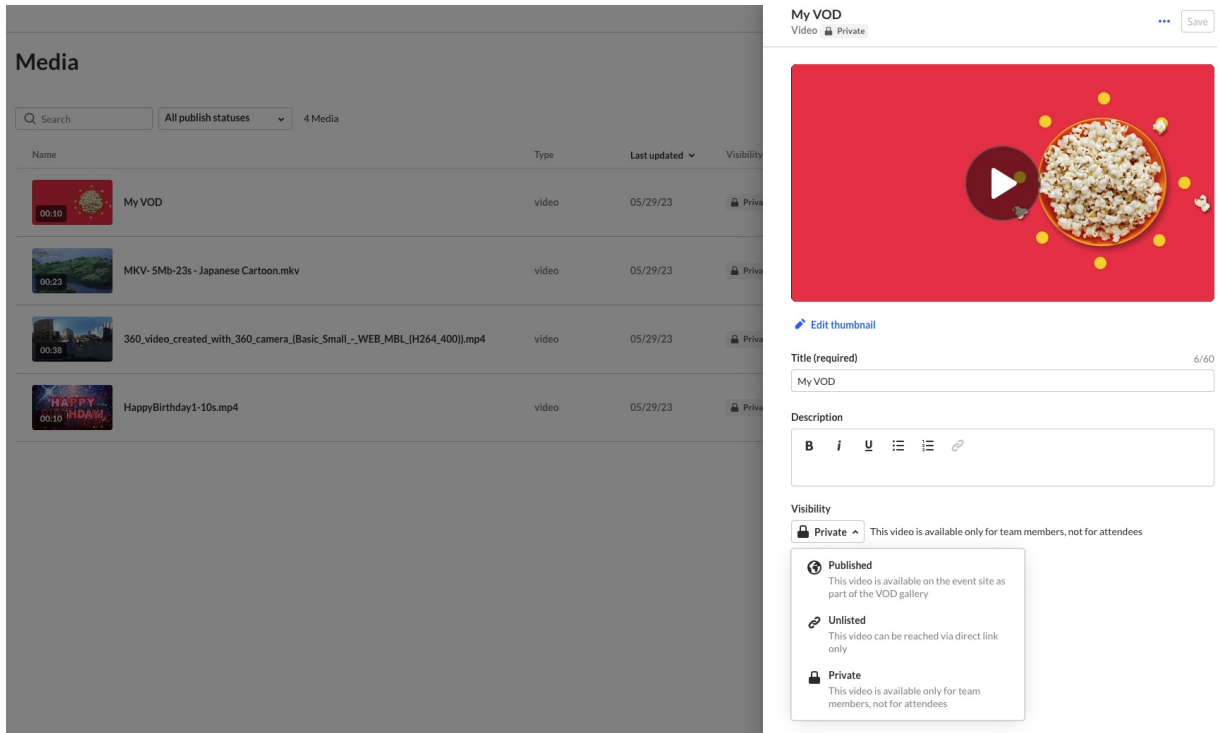 Media
Search
All publish statuses
4 Media
Name Type Last updated Visibility
00:10 My VOD video 05/29/23 Priva
00:23 MKV- 5Mb-23s - Japanese Cartoon.mkv video 05/29/23 Priva
00:38 360_video_created_with_360_camera_(Basic_Small_-_WEB_MBL_(H264_400)).mp4 video 05/29/23 Priva
HAPPY
BIRTHDAY!
00:10 HappyBirthday1-10s.mp4 video 05/29/23 Priva
My VOD
Video Private
... Save
Edit thumbnail
Title (required) 6/60
My VOD
Description
B i U
Visibility
Private This video is available only for team members, not for attendees
Published
This video is available on the event site as
part of the VOD gallery
Unlisted
This video can be reached via direct link
only
Private
This video is available only for team
members, not for attendees